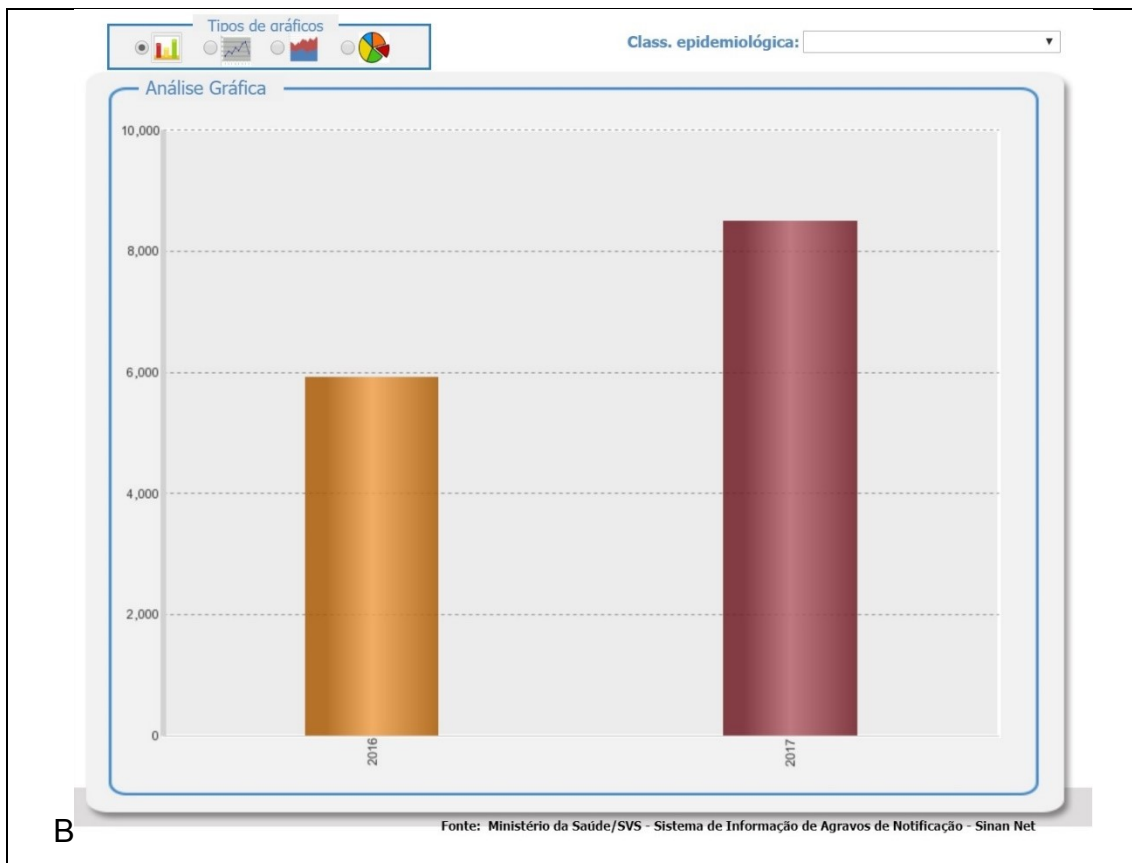 Tipos de gráficos
Class. epidemiológica:
Análise Gráfica
10,000
8,000
6,000
4,000
2,000
0
2016
2017
B
Fonte: Ministério da Saúde/SVS - Sistema de Informação de Agravos de Notificação - Sinan Net